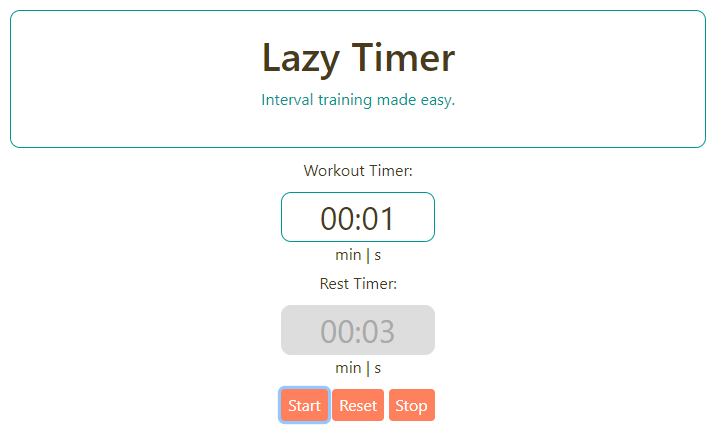 Lazy Timer
Interval training made easy.
Workout Timer:
00:01
min | s
Rest Timer:
00:03
min | s
Start Reset Stop